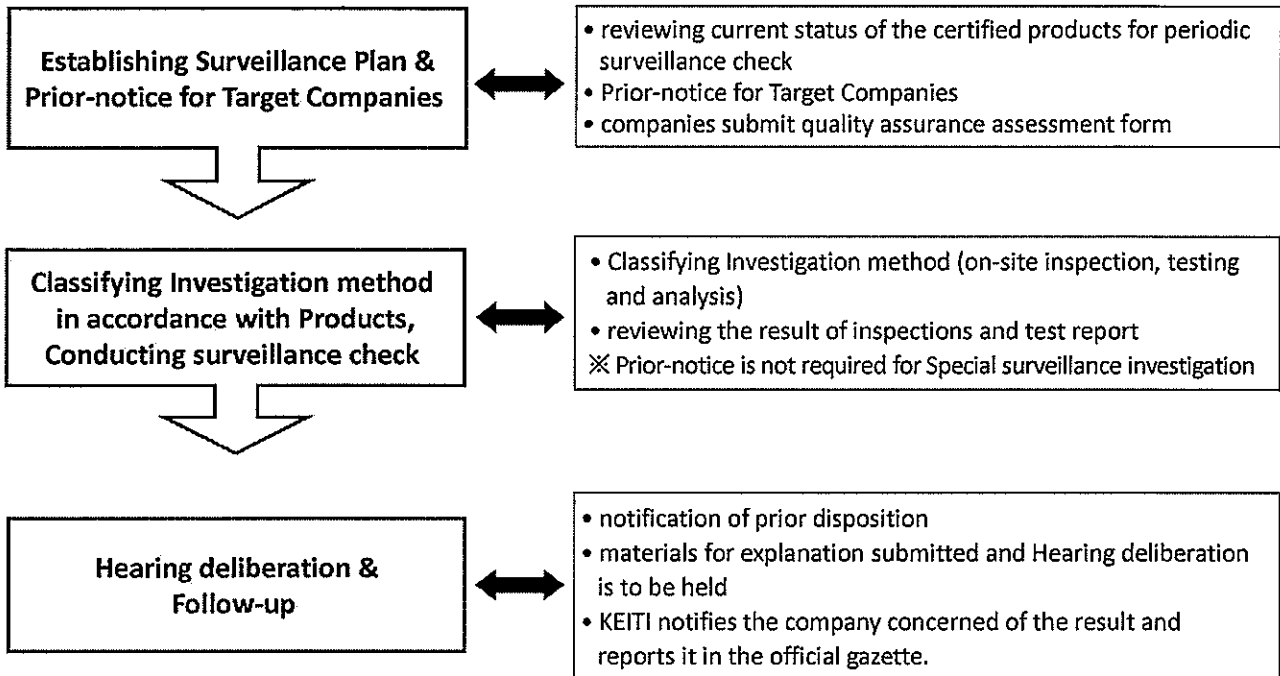 Establishing Surveillance Plan &
Prior-notice for Target Companies
• reviewing current status of the certified products for periodic
surveillance check
• Prior-notice for Target Companies
• companies submit quality assurance assessment form
Classifying Investigation method
in accordance with Products,
Conducting surveillance check
• Classifying Investigation method (on-site inspection, testing
and analysis)
• reviewing the result of inspections and test report
※ Prior-notice is not required for Special surveillance investigation
Hearing deliberation &
Follow-up
• notification of prior disposition
• materials for explanation submitted and Hearing deliberation
is to be held
• KEITI notifies the company concerned of the result and
reports it in the official gazette.